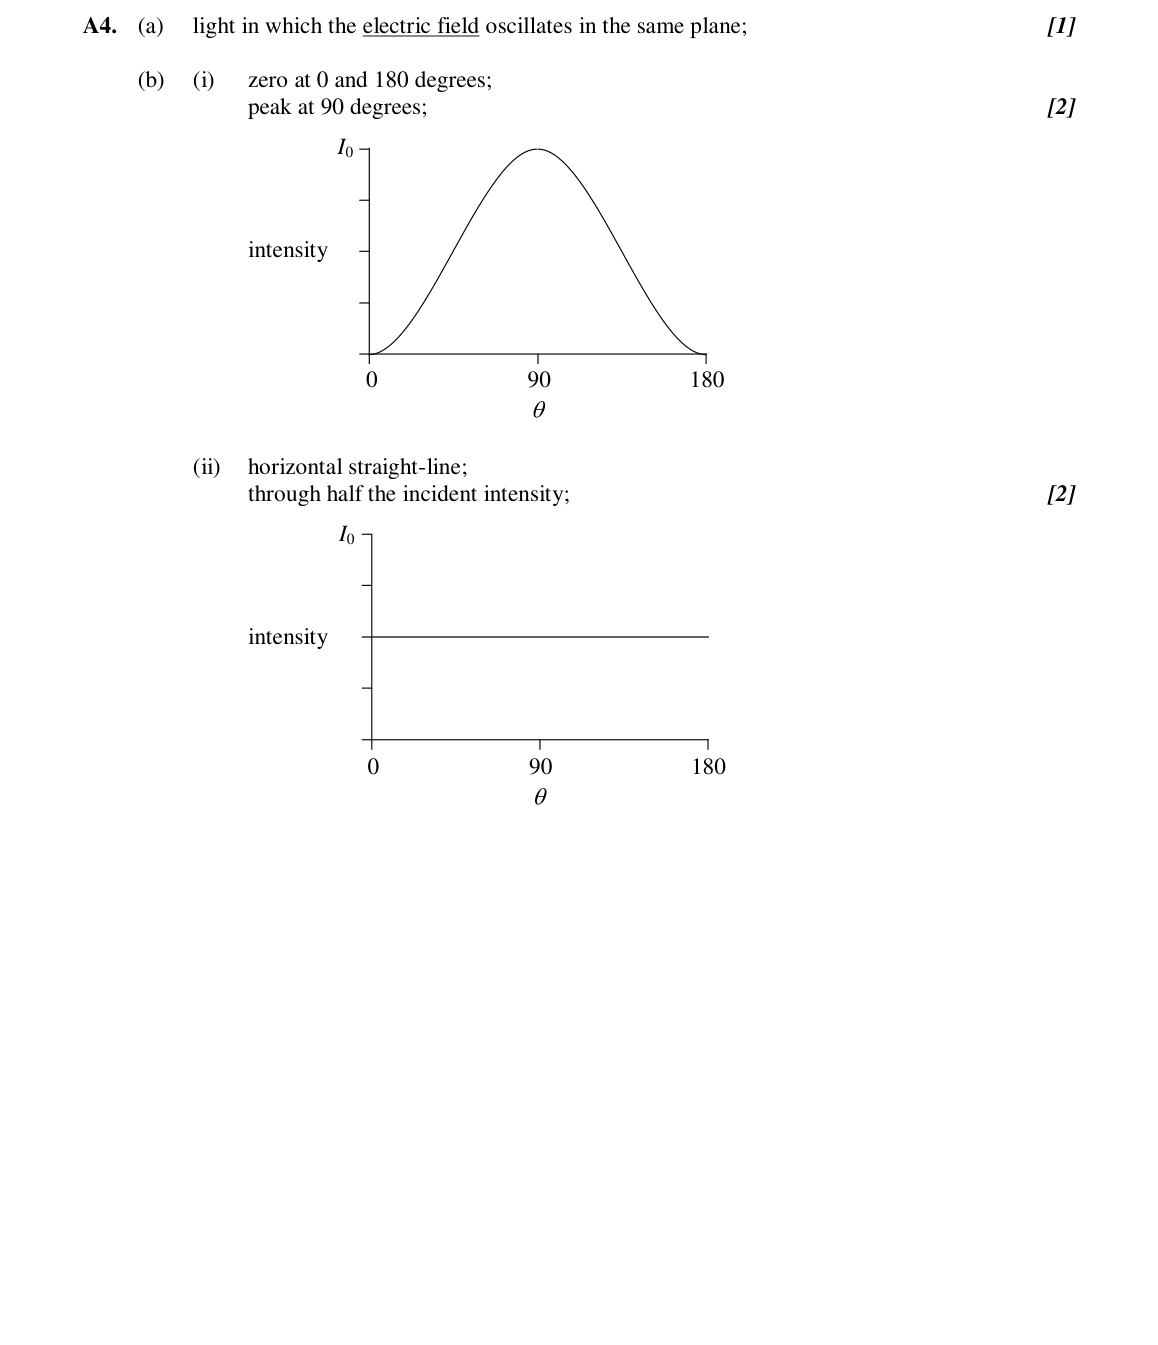 A4. (a) light in which the electric field oscillates in the same plane; [1]
(b) (i) zero at 0 and 180 degrees;
peak at 90 degrees; [2]
I0
intensity
0 90 180
θ
(ii) horizontal straight-line;
through half the incident intensity; [2]
I0
intensity
0 90 180
θ